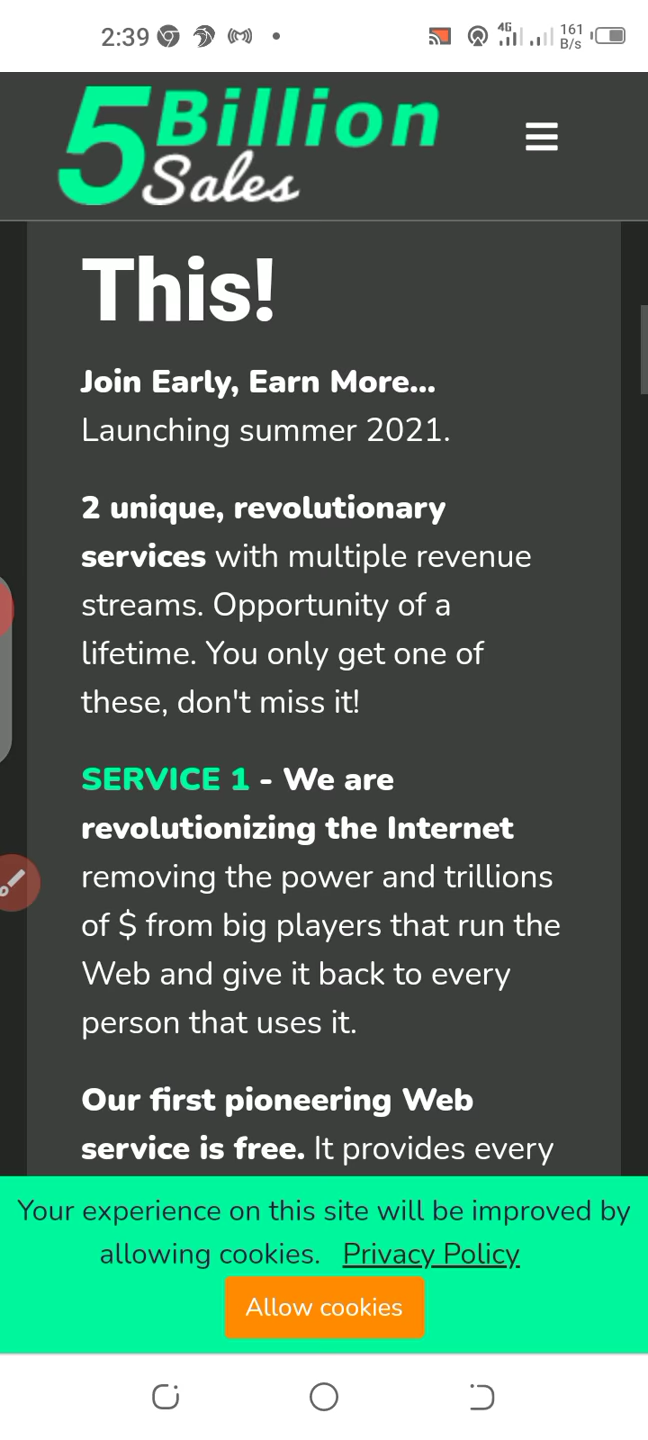 2:39
4G
161
B/s
5 Billion
Sales
This!
Join Early, Earn More...
Launching summer 2021.
2 unique, revolutionary
services with multiple revenue
streams. Opportunity of a
lifetime. You only get one of
these, don't miss it!
SERVICE 1 - We are
revolutionizing the Internet
removing the power and trillions
of $ from big players that run the
Web and give it back to every
person that uses it.
Our first pioneering Web
service is free. It provides every
Your experience on this site will be improved by
allowing cookies. Privacy Policy
Allow cookies